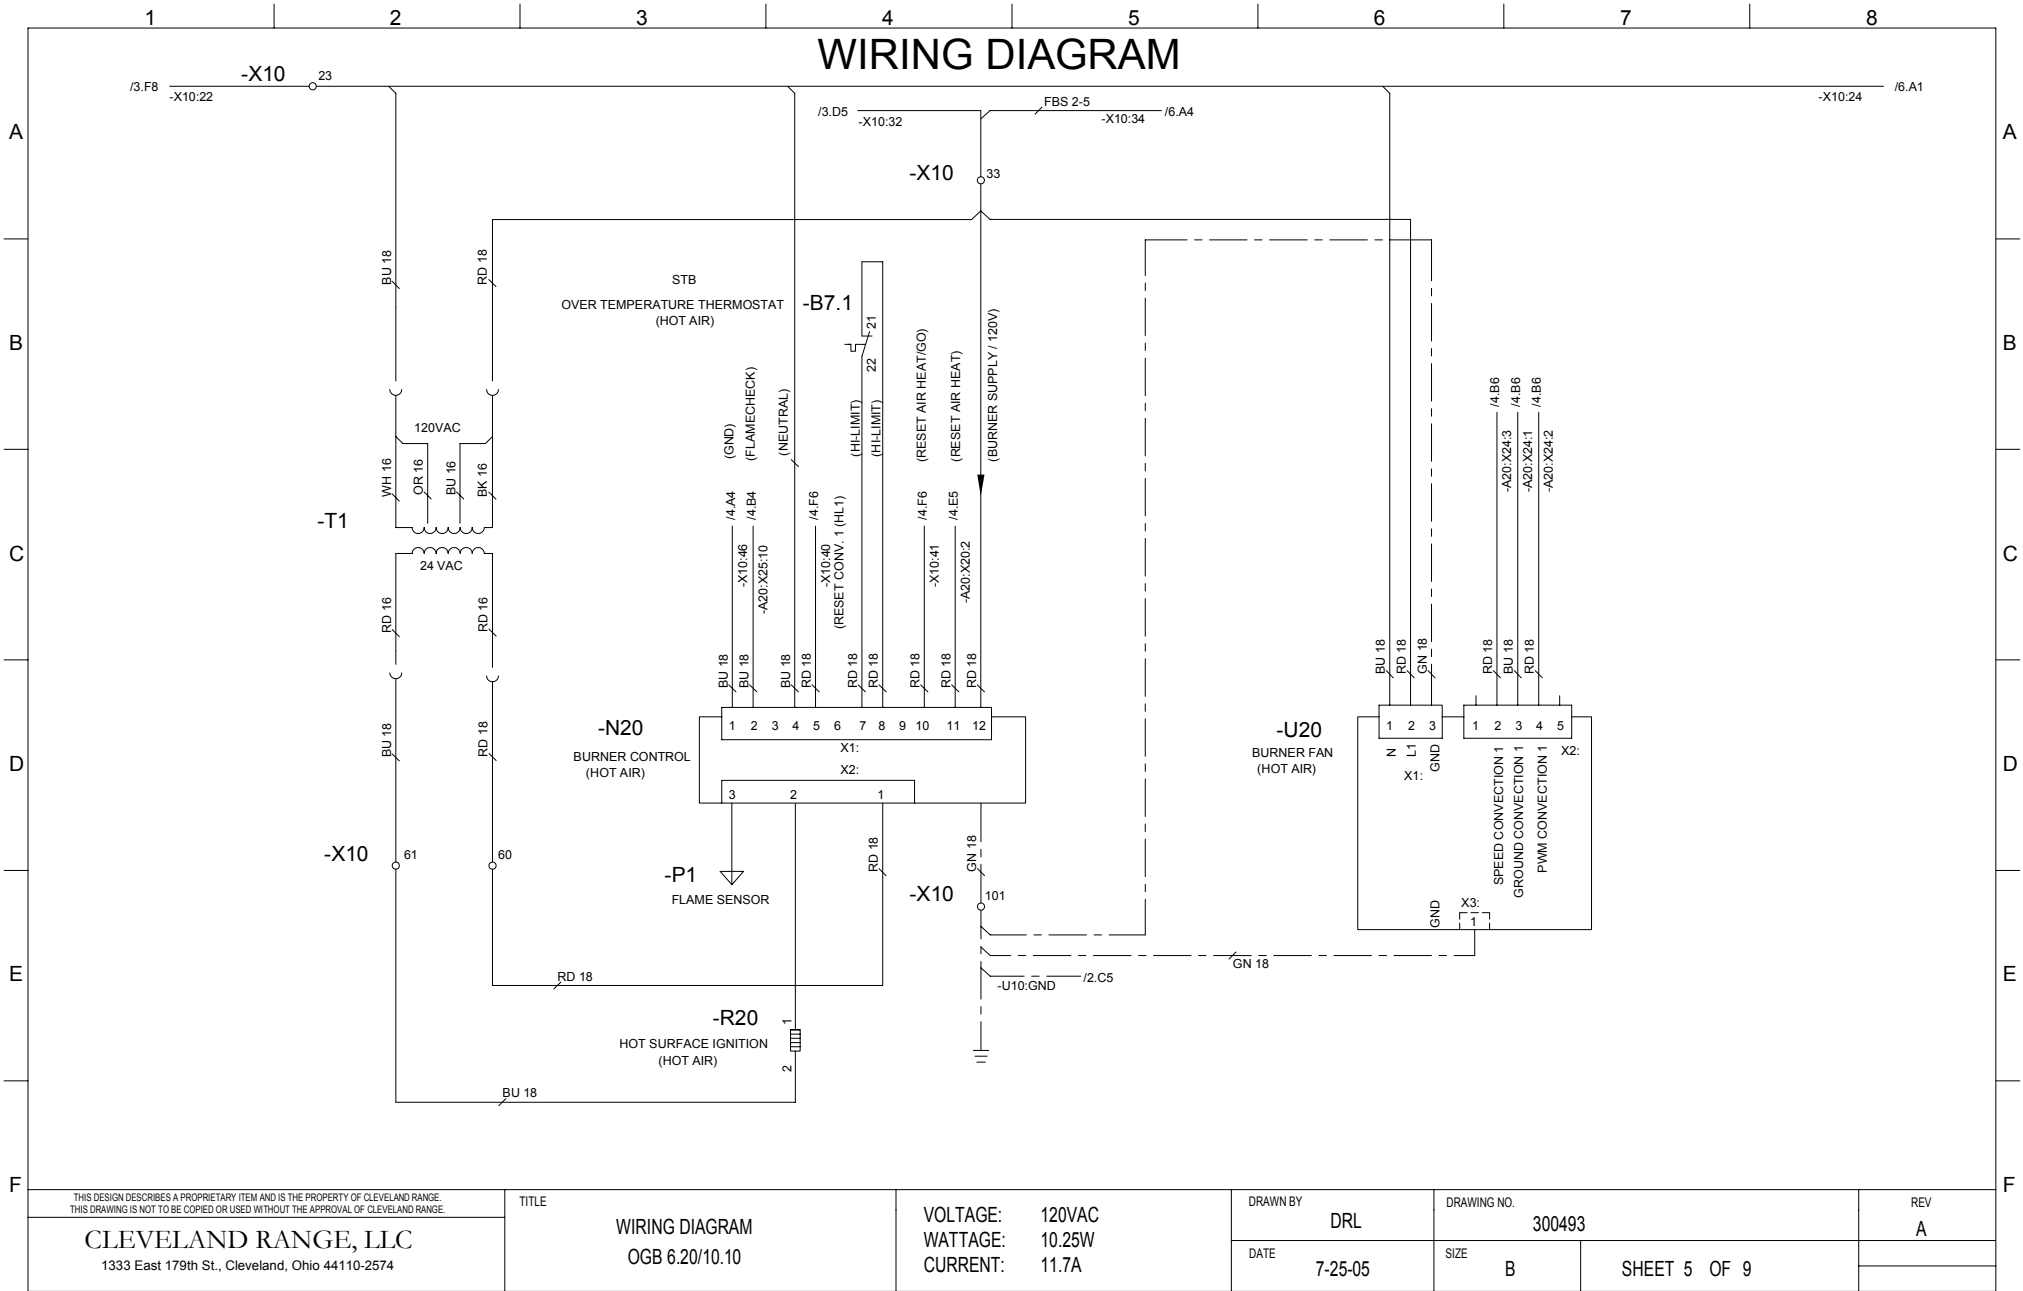 1 2 3 4 5 6 7 8
WIRING DIAGRAM
/3.F8
-X10:22
-X10
23
-X10:24
/6.A1
/3.D5
-X10:32
FBS 2-5
-X10:34
/6.A4
A
A
-X10
33
BU 18
RD 18
STB
OVER TEMPERATURE THERMOSTAT
(HOT AIR)
-B7.1
21
22
B
B
(GND)
(FLAMECHECK)
(NEUTRAL)
(HI-LIMIT)
(HI-LIMIT)
(RESET AIR HEAT/GO)
(RESET AIR HEAT)
(BURNER SUPPLY / 120V)
/4.B6
/4.B6
/4.B6
-A20:X24:3
-A20:X24:1
-A20:X24:2
120VAC
WH 16
OR 16
BU 16
BK 16
-T1
24 VAC
RD 16
RD 16
C
C
/4.A4
-X10:46
/4.B4
-A20:X25:10
/4.F6
-X10:40
(RESET CONV. 1 (HL1)
/4.F6
-X10:41
/4.E5
-A20:X20:2
BU 18
BU 18
BU 18
RD 18
RD 18
RD 18
RD 18
RD 18
RD 18
BU 18
RD 18
GN 18
RD 18
BU 18
RD 18
BU 18
RD 18
D
D
-N20
BURNER CONTROL
(HOT AIR)
1 2 3 4 5 6 7 8 9 10 11 12
X1:
X2:
3 2 1
-U20
BURNER FAN
(HOT AIR)
1 2 3
N
L1
GND
X1:
1 2 3 4 5
X2:
SPEED CONVECTION 1
GROUND CONVECTION 1
PWM CONVECTION 1
-X10
61
60
-P1
FLAME SENSOR
RD 18
GN 18
-X10
101
GND
X3:
1
E
E
RD 18
GN 18
-U10:GND
/2.C5
-R20
HOT SURFACE IGNITION
(HOT AIR)
1
2
BU 18
F
F
THIS DESIGN DESCRIBES A PROPRIETARY ITEM AND IS THE PROPERTY OF CLEVELAND RANGE.
THIS DRAWING IS NOT TO BE COPIED OR USED WITHOUT THE APPROVAL OF CLEVELAND RANGE.
CLEVELAND RANGE, LLC
1333 East 179th St., Cleveland, Ohio 44110-2574
TITLE
WIRING DIAGRAM
OGB 6.20/10.10
VOLTAGE: 120VAC
WATTAGE: 10.25W
CURRENT: 11.7A
DRAWN BY
DRL
DATE
7-25-05
DRAWING NO.
300493
SIZE
B
SHEET 5 OF 9
REV
A